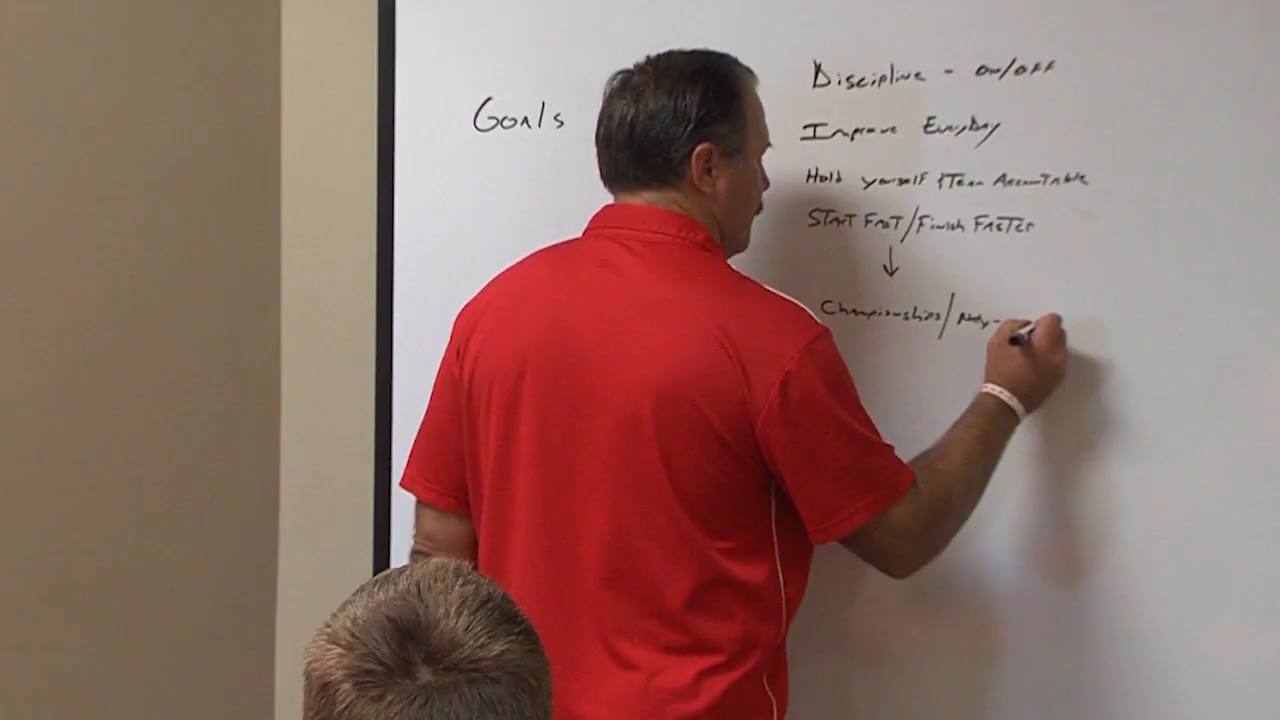 Goals
Discipline - ON/OFF
Improve EveryDay
Hold yourself & Team Accountable
START FAST/Finish FASTER
↓
Championships/